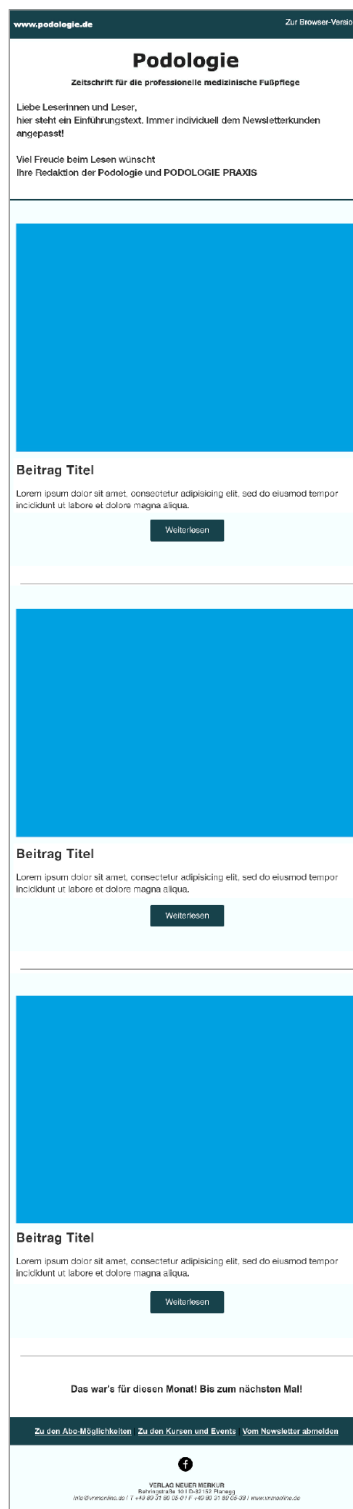 www.podologie.de
Zur Browser-Versio
Podologie
Zeitschrift für die professionelle medizinische Fußpflege
Liebe Leserinnen und Leser,
hier steht ein Einführungstext. Immer individuell dem Newsletterkunden
angepasst!
Viel Freude beim Lesen wünscht
Ihre Redaktion der Podologie und PODOLOGIE PRAXIS
Beitrag Titel
Lorem ipsum dolor sit amet, consectetur adipisicing elit, sed do eiusmod tempor
incididunt ut labore et dolore magna aliqua.
Weiterlesen
Beitrag Titel
Lorem ipsum dolor sit amet, consectetur adipisicing elit, sed do eiusmod tempor
incididunt ut labore et dolore magna aliqua.
Weiterlesen
Beitrag Titel
Lorem ipsum dolor sit amet, consectetur adipisicing elit, sed do eiusmod tempor
incididunt ut labore et dolore magna aliqua.
Weiterlesen
Das war's für diesen Monat! Bis zum nächsten Mal!
Zu den Abo-Möglichkeiten | Zu den Kursen und Events | Vom Newsletter abmelden
VERLAG NEUER MERKUR
Behringstraße 10 I D-82152 Planegg